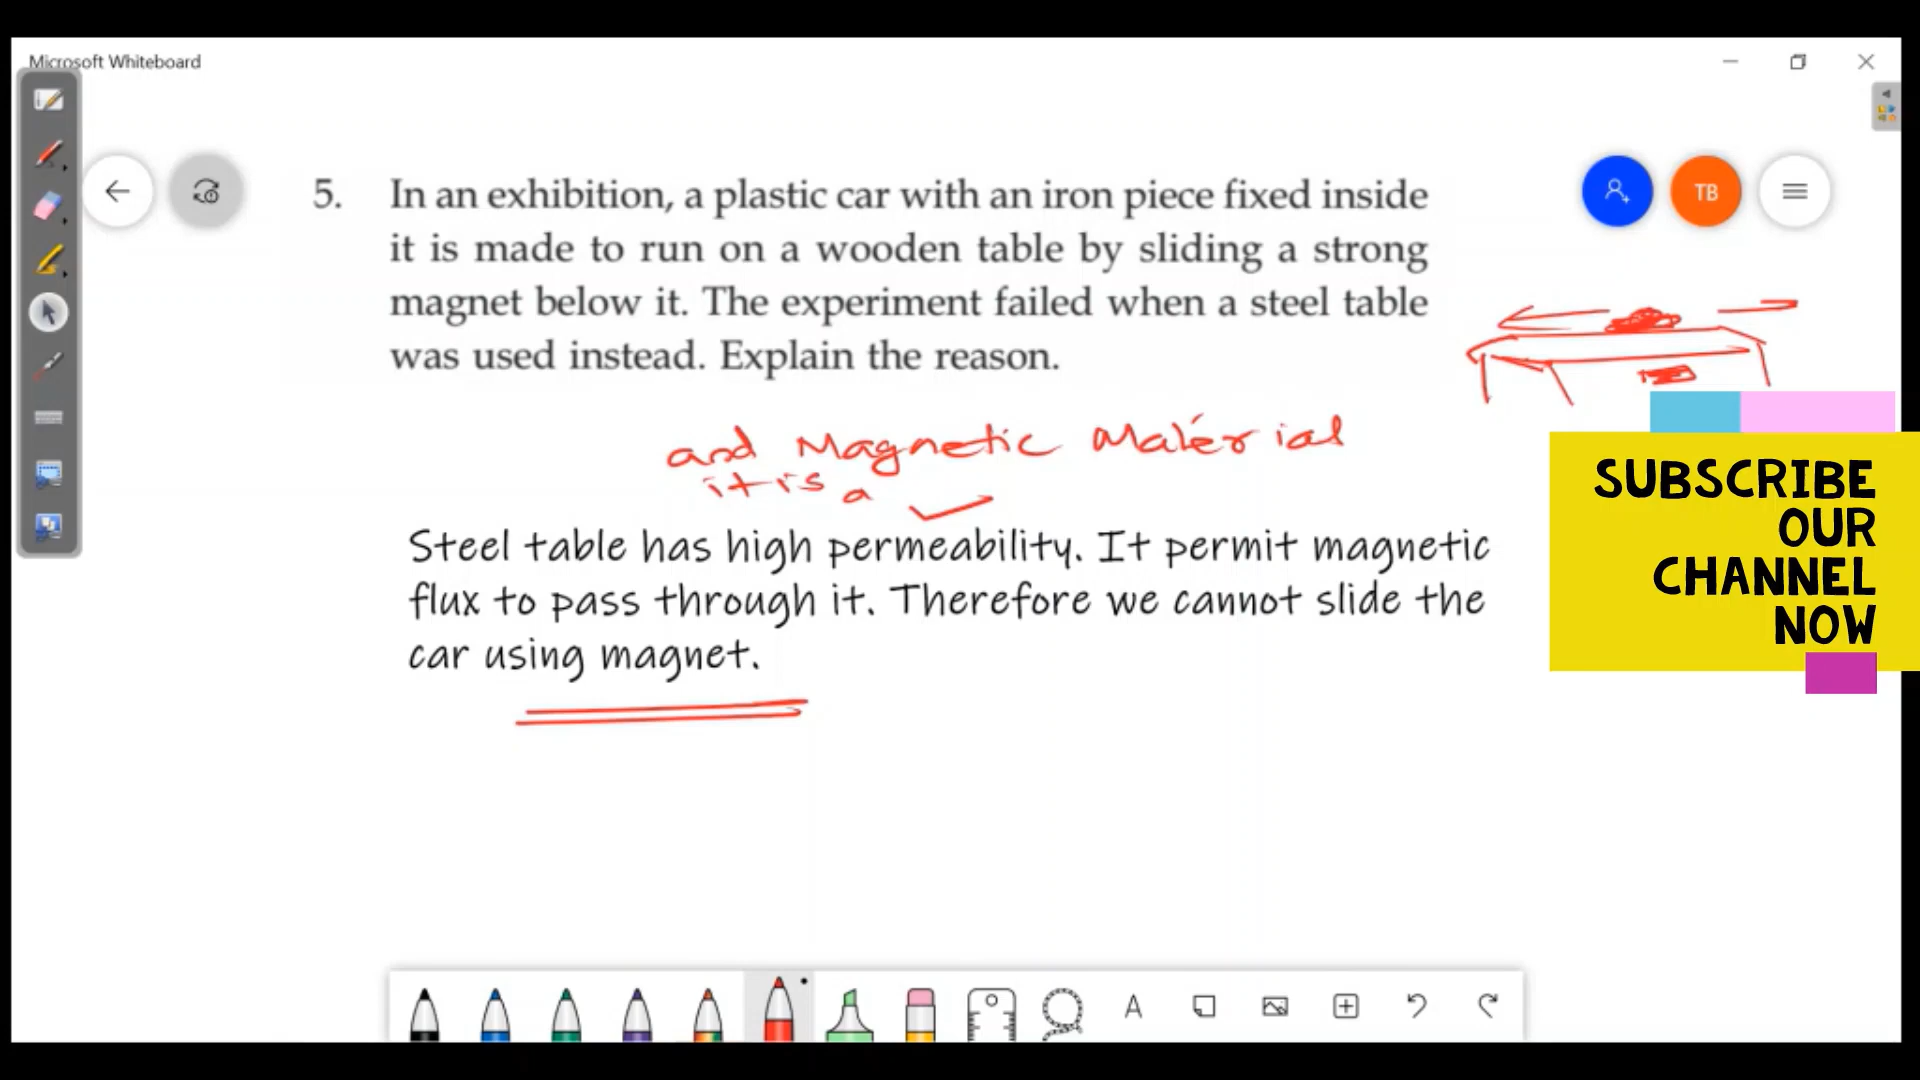 Microsoft Whiteboard
TB
5. In an exhibition, a plastic car with an iron piece fixed inside
it is made to run on a wooden table by sliding a strong
magnet below it. The experiment failed when a steel table
was used instead. Explain the reason.
and Magnetic Material
it is a
Steel table has high permeability. It permit magnetic
flux to pass through it. Therefore we cannot slide the
car using magnet.
SUBSCRIBE
OUR
CHANNEL
NOW
A